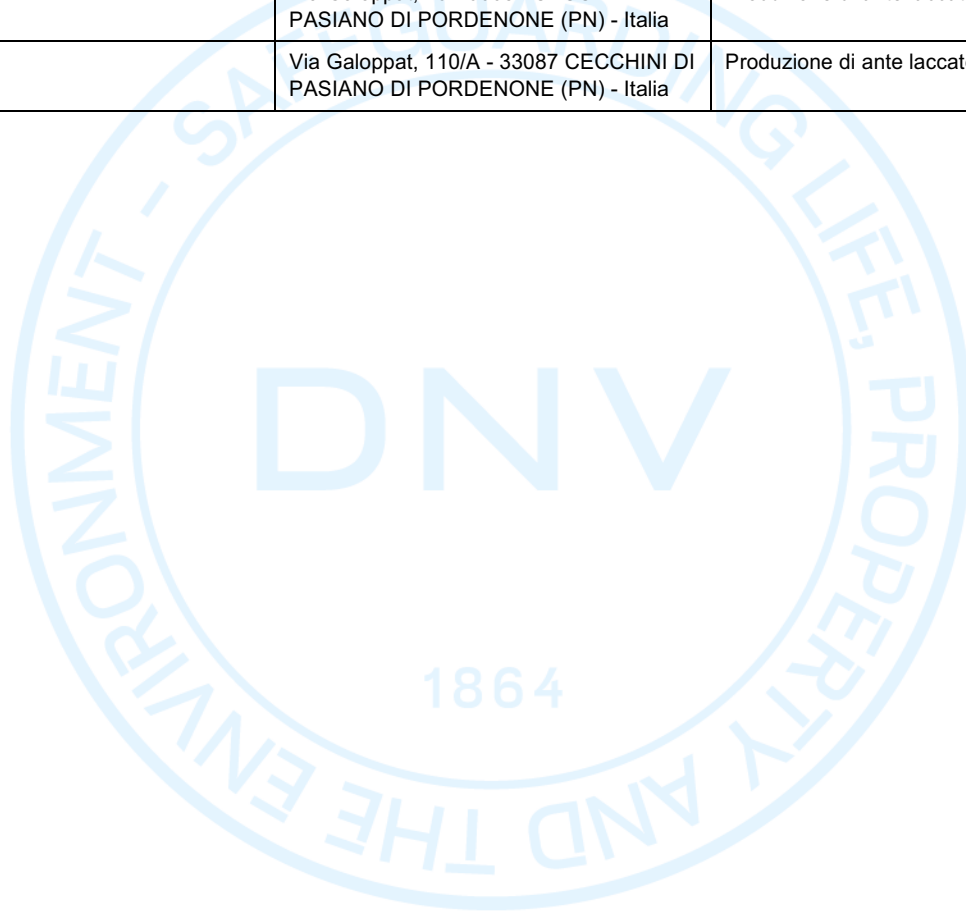 PASIANO DI PORDENONE (PN) - Italia
Via Galoppat, 110/A - 33087 CECCHINI DI
PASIANO DI PORDENONE (PN) - Italia
Produzione di ante
SAFEGUARDING LIFE, PROPERTY AND THE ENVIRONMENT -
DNV
1864